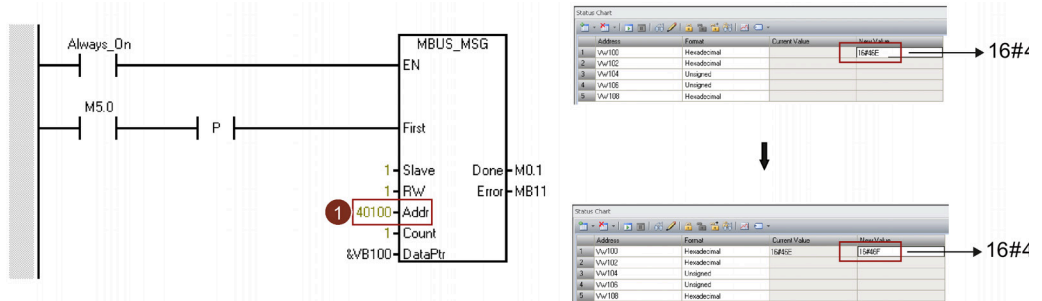 Always_On
MBUS_MSG
EN
M5.0
P
First
1 Slave Done M0.1
1 RW Error MB11
1 40100 Addr
1 Count
&VB100 DataPtr
Status Chart
Address Format Current Value New Value
1 VW100 Hexadecimal 16#46E 16#4
2 VW102 Hexadecimal
3 VW104 Unsigned
4 VW106 Unsigned
5 VW108 Hexadecimal
Status Chart
Address Format Current Value New Value
1 VW100 Hexadecimal 16#46E 16#46F 16#4
2 VW102 Hexadecimal
3 VW104 Unsigned
4 VW106 Unsigned
5 VW108 Hexadecimal